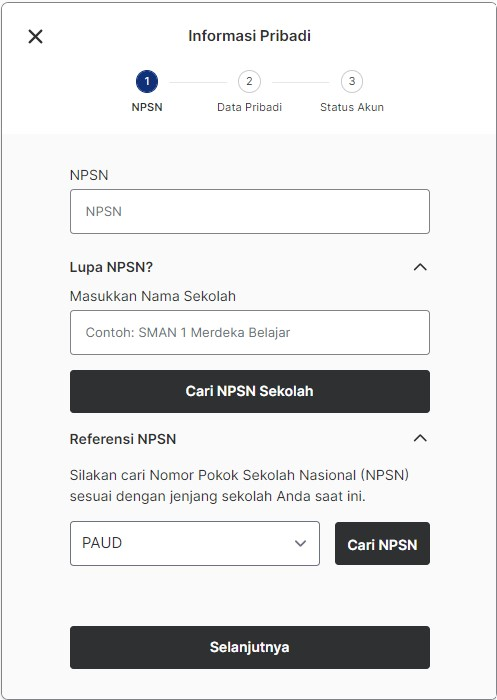 Informasi Pribadi
1
2
3
NPSN
Data Pribadi
Status Akun
NPSN
NPSN
Lupa NPSN?
Masukkan Nama Sekolah
Contoh: SMAN 1 Merdeka Belajar
Cari NPSN Sekolah
Referensi NPSN
Silakan cari Nomor Pokok Sekolah Nasional (NPSN)
sesuai dengan jenjang sekolah Anda saat ini.
PAUD
Cari NPSN
Selanjutnya